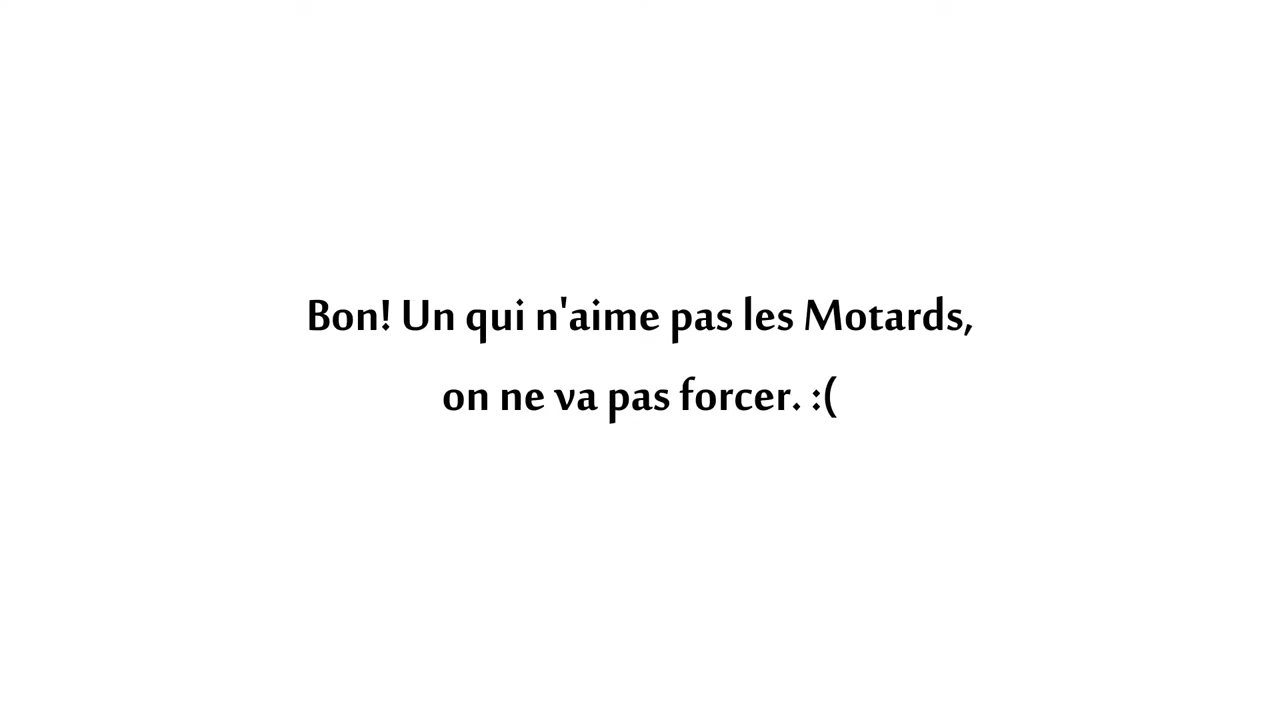 Bon! Un qui n'aime pas les Motards,
on ne va pas forcer. :(